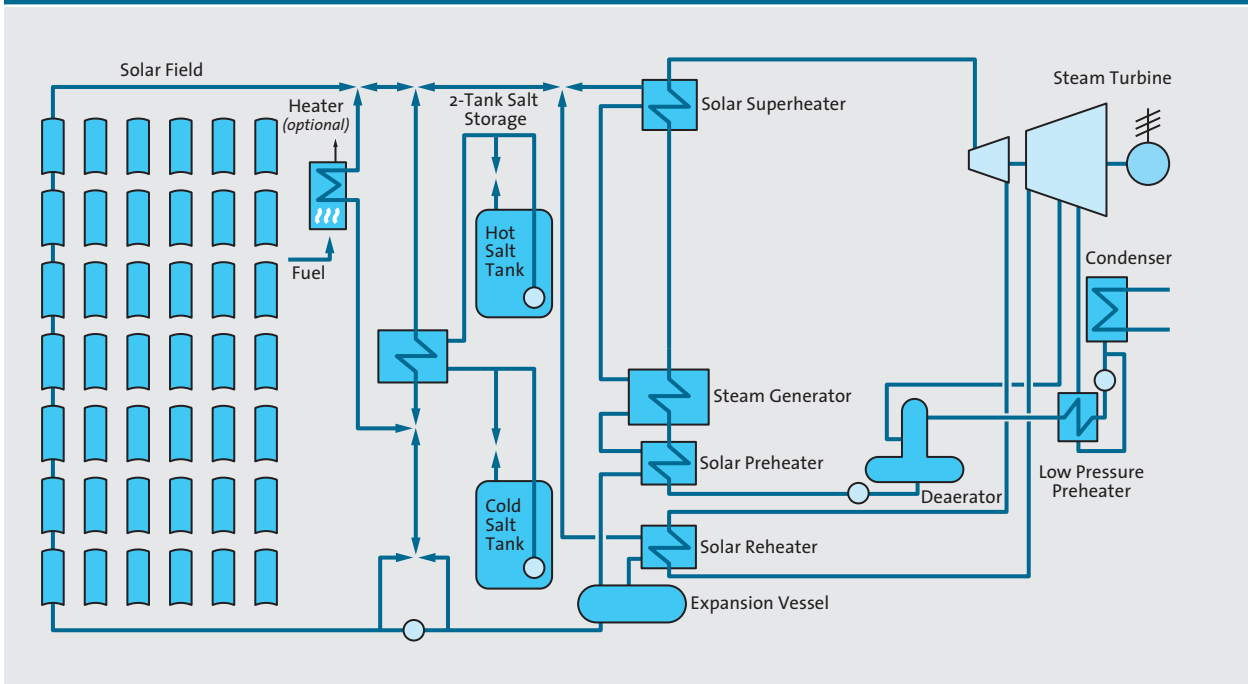 Solar Field
Heater
(optional)
Fuel
2-Tank Salt
Storage
Hot
Salt
Tank
Cold
Salt
Tank
Solar Superheater
Steam Turbine
Condenser
Steam Generator
Solar Preheater
Deaerator
Low Pressure
Preheater
Solar Reheater
Expansion Vessel